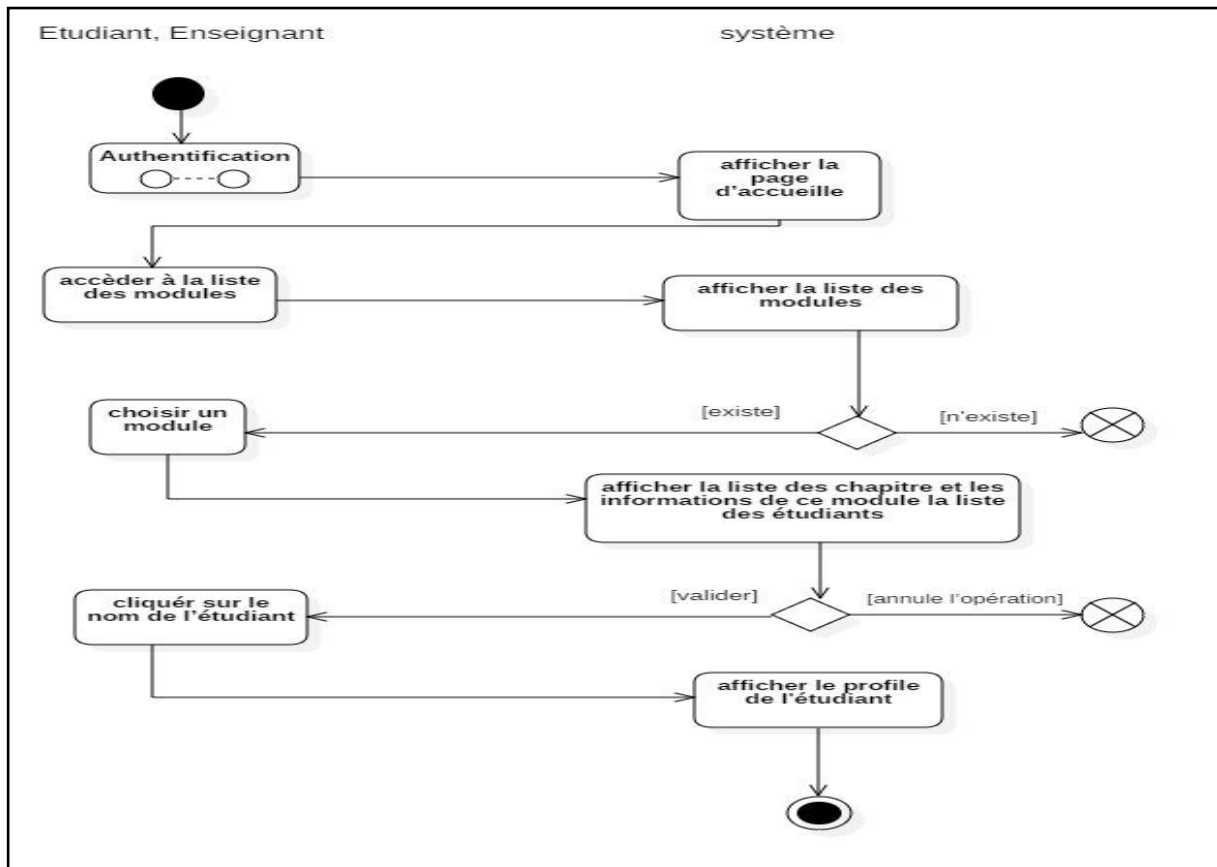 Etudiant, Enseignant
système
Authentification
afficher la
page
d'accueille
accèder à la liste
des modules
afficher la liste des
modules
choisir un
module
[existe]
[n'existe]
afficher la liste des chapitre et les
informations de ce module la liste
des étudiants
cliquér sur le
nom de l'étudiant
[valider]
[annule l'opération]
afficher le profile
de l'étudiant